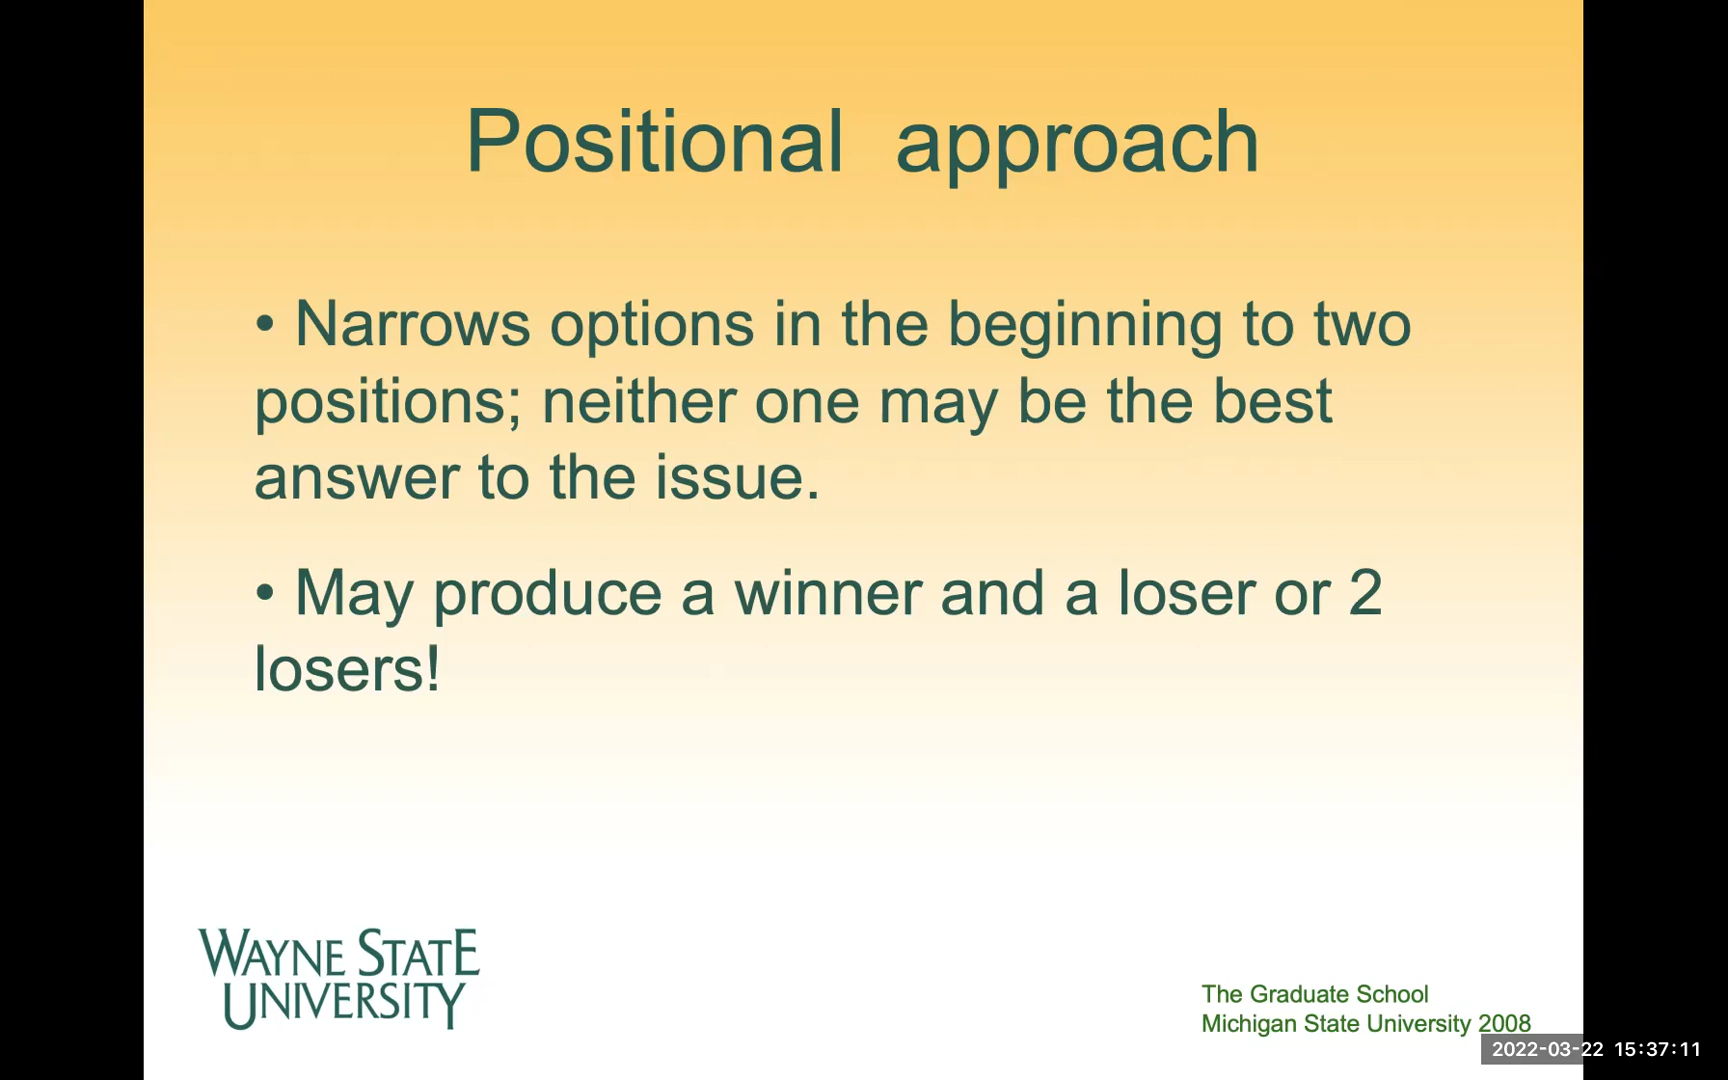 Positional approach
• Narrows options in the beginning to two
positions; neither one may be the best
answer to the issue.
• May produce a winner and a loser or 2
losers!
WAYNE STATE
UNIVERSITY
The Graduate School
Michigan State University 2008
2022-03-22 15:37:11